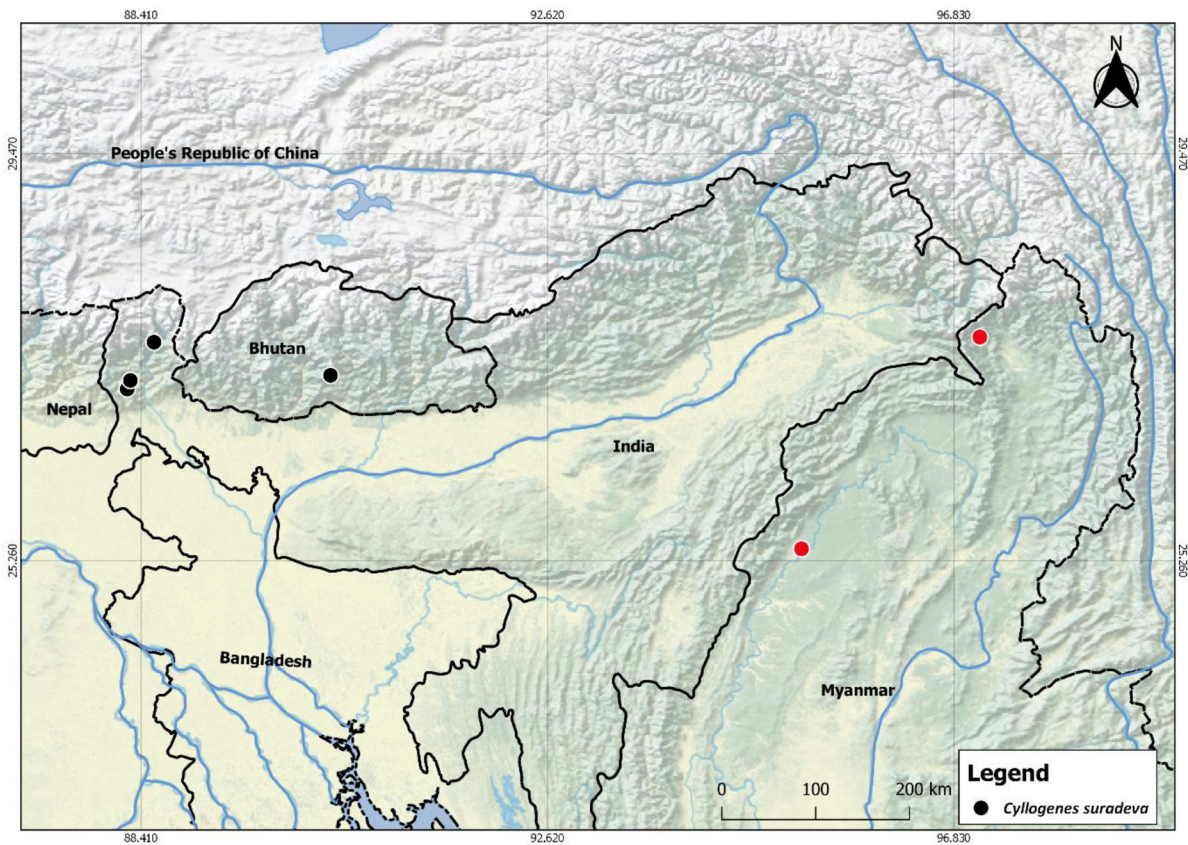 88.410 92.620 96.830
N
29.470 People's Republic of China 29.470
Bhutan
Nepal
India
25.260 25.260
Bangladesh
Myanmar
Legend
0 100 200 km
Cyllogenes suradeva
88.410 92.620 96.830